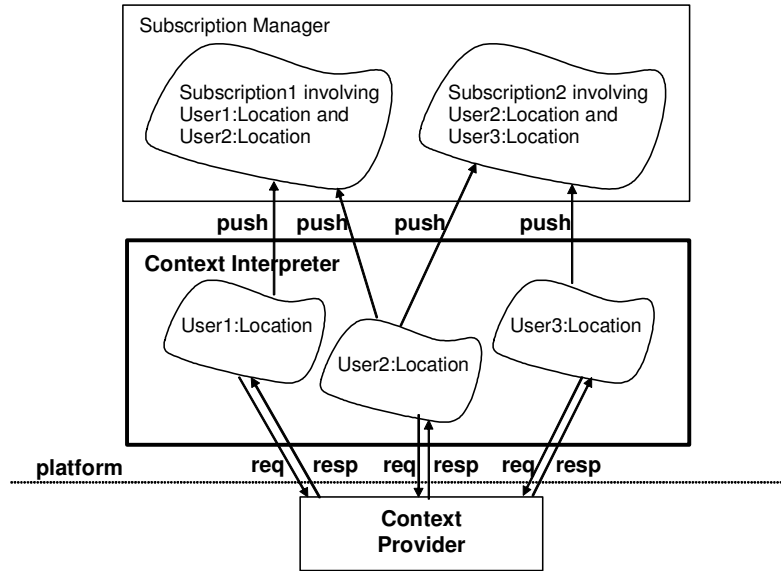 Subscription Manager
Subscription1 involving
User1:Location and
User2:Location
Subscription2 involving
User2:Location and
User3:Location
push push push push
Context Interpreter
User1:Location
User2:Location
User3:Location
platform
req resp req resp req resp
Context
Provider